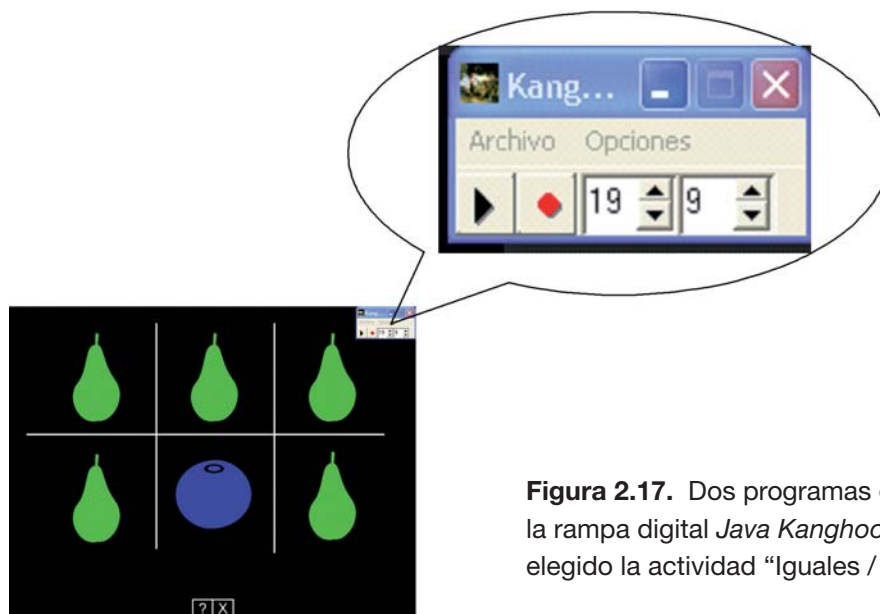 Kang...
Archivo Opciones
19 9
? X
Figura 2.17. Dos programas
la rampa digital Java Kanghoo
elegido la actividad “Iguales /